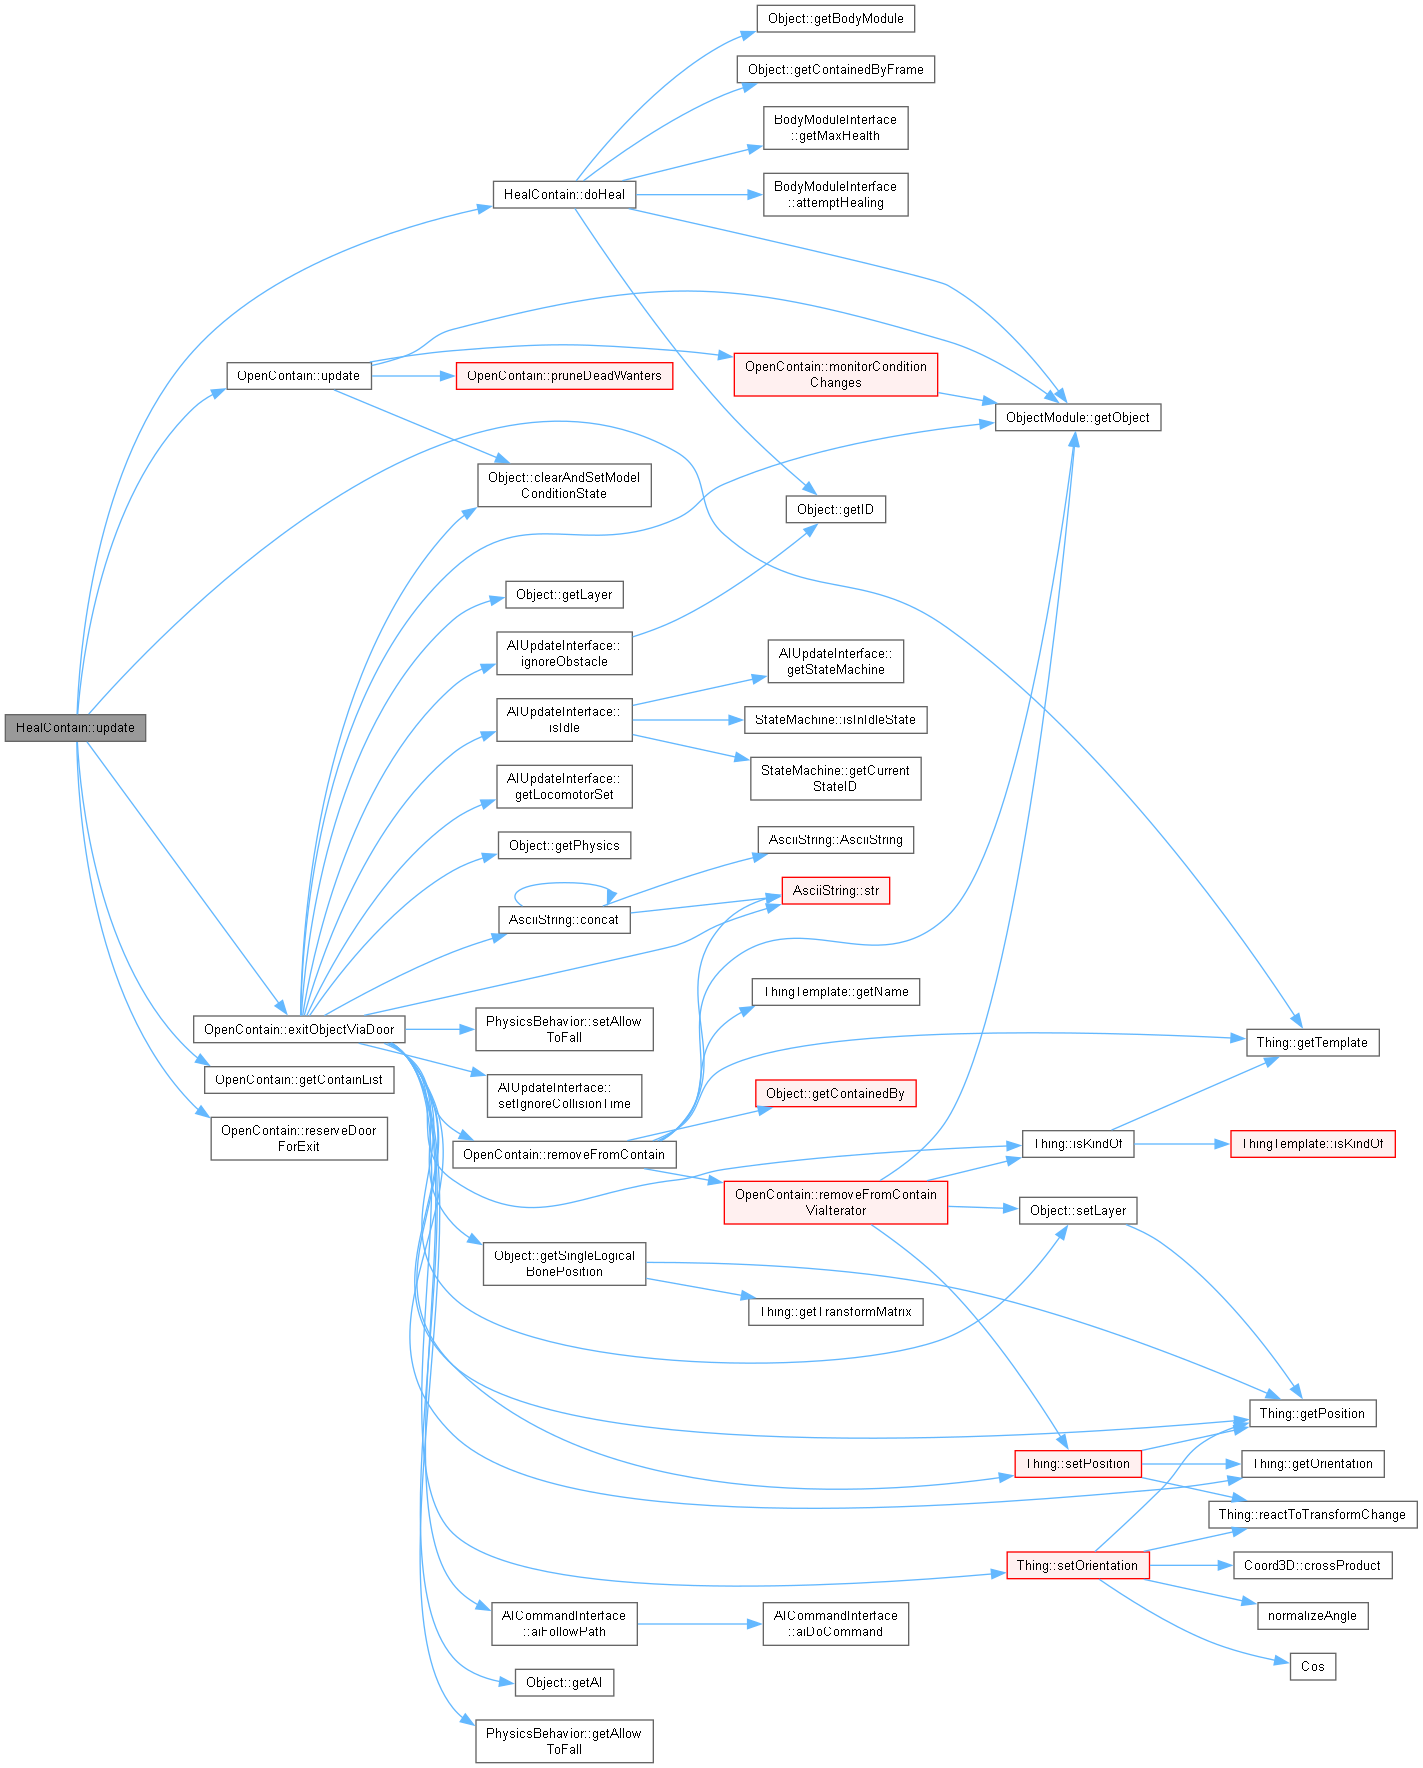 Object::getBodyModule
Object::getContainedByFrame
BodyModuleInterface
::getMaxHealth
BodyModuleInterface
::attemptHealing
HealContain::doHeal
OpenContain::update
OpenContain::pruneDeadWanters
OpenContain::monitorCondition
Changes
ObjectModule::getObject
Object::clearAndSetModel
ConditionState
Object::getID
Object::getLayer
AIUpdateInterface::
ignoreObstacle
AIUpdateInterface::
getStateMachine
AIUpdateInterface::
isIdle
StateMachine::isInIdleState
HealContain::update
StateMachine::getCurrent
StateID
AIUpdateInterface::
getLocomotorSet
Object::getPhysics
AsciiString::AsciiString
AsciiString::str
AsciiString::concat
ThingTemplate::getName
OpenContain::exitObjectViaDoor
PhysicsBehavior::setAllow
ToFall
Thing::getTemplate
OpenContain::getContainList
AIUpdateInterface::
setIgnoreCollisionTime
Object::getContainedBy
OpenContain::reserveDoor
ForExit
OpenContain::removeFromContain
Thing::isKindOf
ThingTemplate::isKindOf
OpenContain::removeFromContain
ViaIterator
Object::setLayer
Object::getSingleLogical
BonePosition
Thing::getTransformMatrix
Thing::getPosition
Thing::setPosition
Thing::getOrientation
Thing::reactToTransformChange
Thing::setOrientation
Coord3D::crossProduct
AICommandInterface
::aiFollowPath
AICommandInterface
::aiDoCommand
normalizeAngle
Cos
Object::getAI
PhysicsBehavior::getAllow
ToFall